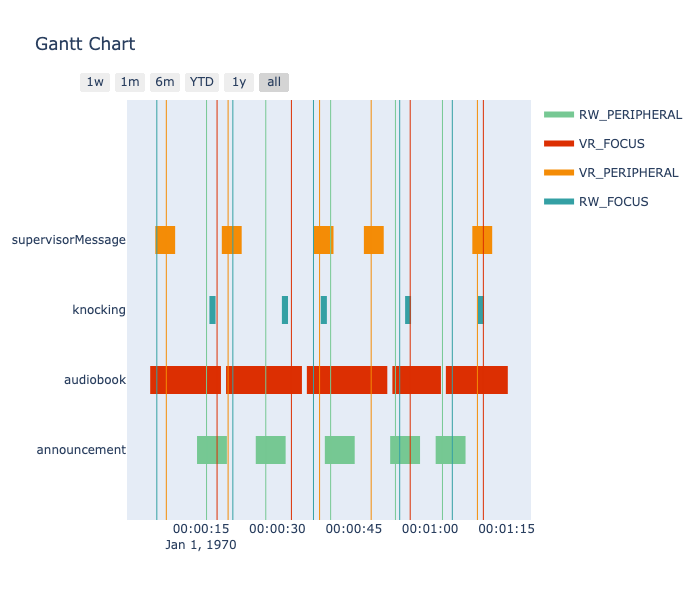 Gantt Chart
1w 1m 6m YTD 1y all
RW_PERIPHERAL
VR_FOCUS
VR_PERIPHERAL
RW_FOCUS
supervisorMessage
knocking
audiobook
announcement
00:00:15 00:00:30 00:00:45 00:01:00 00:01:15
Jan 1, 1970